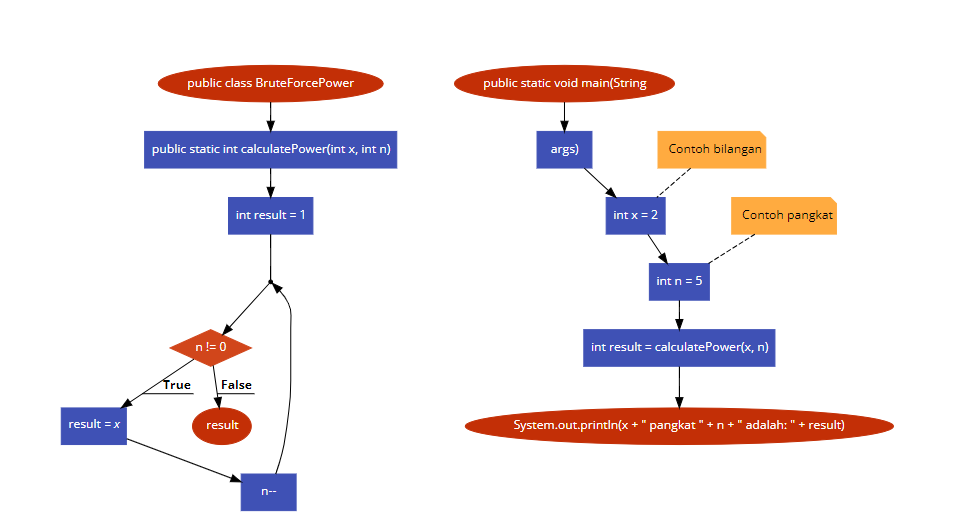 public class BruteForcePower
public static int calculatePower(int x, int n)
int result = 1
n != 0
True
False
result = x
result
n--
public static void main(String
args)
Contoh bilangan
int x = 2
Contoh pangkat
int n = 5
int result = calculatePower(x, n)
System.out.println(x + " pangkat " + n + " adalah: " + result)